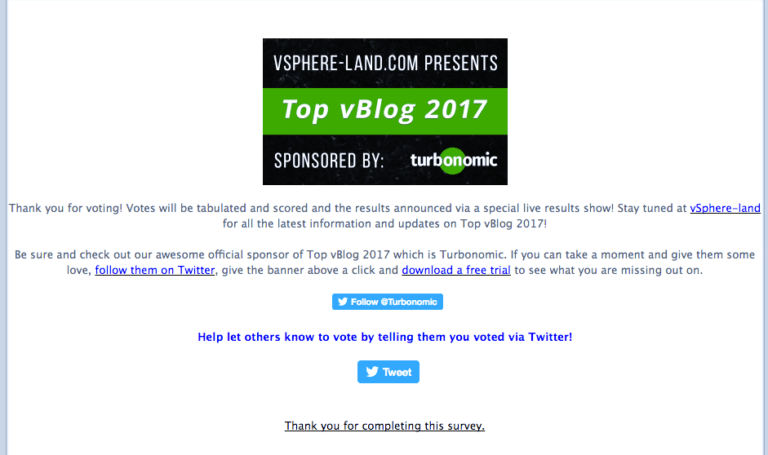 VSPHERE-LAND.COM PRESENTS
Top vBlog 2017
SPONSORED BY: turbonomic
Thank you for voting! Votes will be tabulated and scored and the results announced via a special live results show! Stay tuned at vSphere-land
for all the latest information and updates on Top vBlog 2017!
Be sure and check out our awesome official sponsor of Top vBlog 2017 which is Turbonomic. If you can take a moment and give them some
love, follow them on Twitter, give the banner above a click and download a free trial to see what you are missing out on.
Follow @Turbonomic
Help let others know to vote by telling them you voted via Twitter!
Tweet
Thank you for completing this survey.